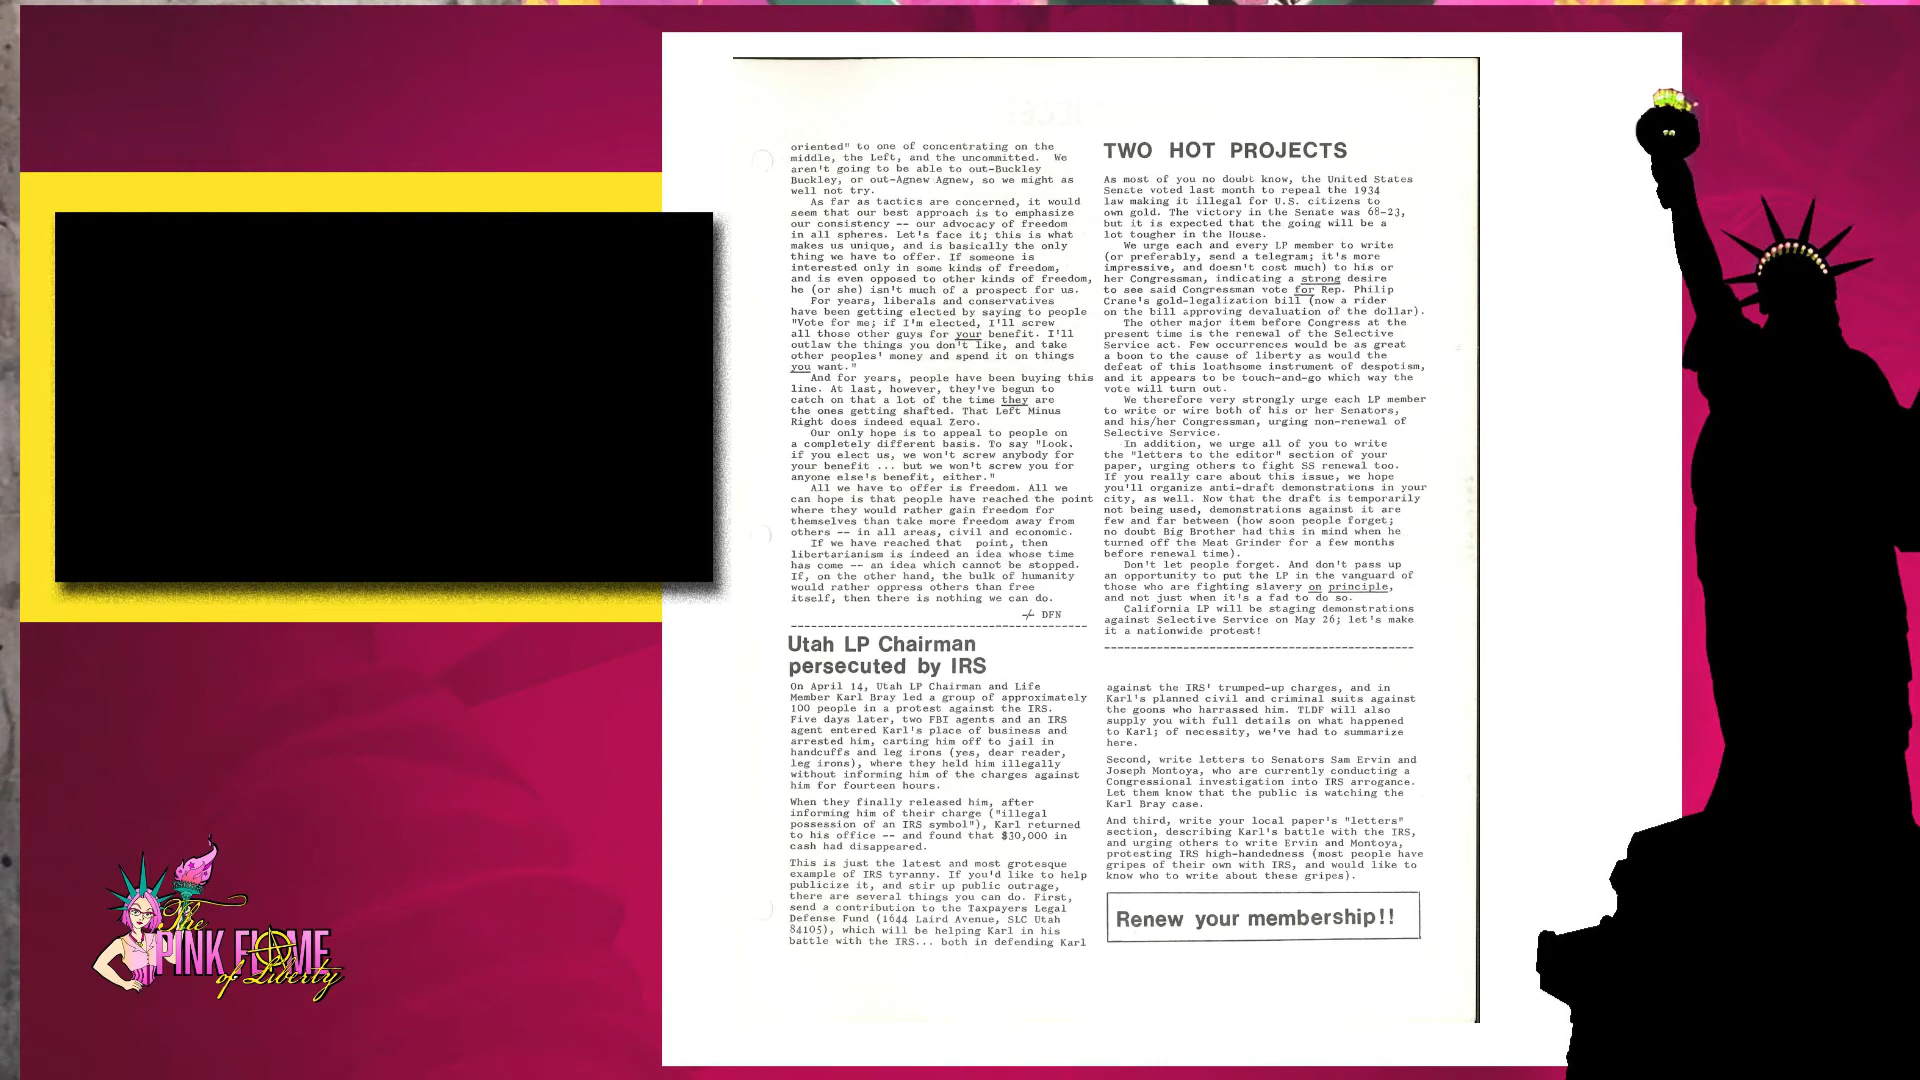 oriented" to one of concentrating on the
middle, the Left, and the uncommitted. We
aren't going to be able to out-Buckley
Buckley, or out-Agnew Agnew, so we might as
well not try.
As far as tactics are concerned, it would
seem that our best approach is to emphasize
our consistency -- our advocacy of freedom
in all spheres. Let's face it; this is what
makes us unique, and is basically the only
thing we have to offer. If someone is
interested only in some kinds of freedom,
and is even opposed to other kinds of freedom,
he (or she) isn't much of a prospect for us.
For years, liberals and conservatives
have been getting elected by saying to people
"Vote for me; if I'm elected, I'll screw
all those other guys for your benefit. I'll
outlaw the things you don't like, and take
other peoples' money and spend it on things
you want."
And for years, people have been buying this
line. At last, however, they've begun to
catch on that a lot of the time they are
the ones getting shafted. That Left Minus
Right does indeed equal Zero.
Our only hope is to appeal to people on
a completely different basis. To say "Look,
if you elect us, we won't screw anybody for
your benefit ... but we won't screw you for
anyone else's benefit, either."
All we have to offer is freedom. All we
can hope is that people have reached the point
where they would rather gain freedom for
themselves than take more freedom away from
others -- in all areas, civil and economic.
If we have reached that point, then
libertarianism is indeed an idea whose time
has come -- an idea which cannot be stopped.
If, on the other hand, the bulk of humanity
would rather oppress others than free
itself, then there is nothing we can do.
DFN
TWO HOT PROJECTS
As most of you no doubt know, the United States
Senate voted last month to repeal the 1934
law making it illegal for U.S. citizens to
own gold. The victory in the Senate was 68-23,
but it is expected that the going will be a
lot tougher in the House.
We urge each and every LP member to write
(or preferably, send a telegram; it's more
impressive, and doesn't cost much) to his or
her Congressman, indicating a strong desire
to see said Congressman vote for Rep. Philip
Crane's gold-legalization bill (now a rider
on the bill approving devaluation of the dollar).
The other major item before Congress at the
present time is the renewal of the Selective
Service act. Few occurrences would be as great
a boon to the cause of liberty as would the
defeat of this loathsome instrument of despotism,
and it appears to be touch-and-go which way the
vote will turn out.
We therefore very strongly urge each LP member
to write or wire both of his or her Senators,
and his/her Congressman, urging non-renewal of
Selective Service.
In addition, we urge all of you to write
the "letters to the editor" section of your
paper, urging others to fight SS renewal too.
If you really care about this issue, we hope
you'll organize anti-draft demonstrations in your
city, as well. Now that the draft is temporarily
not being used, demonstrations against it are
few and far between (how soon people forget;
no doubt Big Brother had this in mind when he
turned off the Meat Grinder for a few months
before renewal time).
Don't let people forget. And don't pass up
an opportunity to put the LP in the vanguard of
those who are fighting slavery on principle,
and not just when it's a fad to do so.
California LP will be staging demonstrations
against Selective Service on May 26; let's make
it a nationwide protest!
Utah LP Chairman
persecuted by IRS
On April 14, Utah LP Chairman and Life
Member Karl Bray led a group of approximately
100 people in a protest against the IRS.
Five days later, two FBI agents and an IRS
agent entered Karl's place of business and
arrested him, carting him off to jail in
handcuffs and leg irons (yes, dear reader,
leg irons), where they held him illegally
without informing him of the charges against
him for fourteen hours.
When they finally released him, after
informing him of their charge ("illegal
possession of an IRS symbol"), Karl returned
to his office -- and found that $30,000 in
cash had disappeared.
This is just the latest and most grotesque
example of IRS tyranny. If you'd like to help
publicize it, and stir up public outrage,
there are several things you can do. First,
send a contribution to the Taxpayers Legal
Defense Fund (1644 Laird Avenue, SLC Utah
84105), which will be helping Karl in his
battle with the IRS... both in defending Karl
against the IRS' trumped-up charges, and in
Karl's planned civil and criminal suits against
the goons who harrassed him. TLDF will also
supply you with full details on what happened
to Karl; of necessity, we've had to summarize
here.
Second, write letters to Senators Sam Ervin and
Joseph Montoya, who are currently conducting a
Congressional investigation into IRS arrogance.
Let them know that the public is watching the
Karl Bray case.
And third, write your local paper's "letters"
section, describing Karl's battle with the IRS,
and urging others to write Ervin and Montoya,
protesting IRS high-handedness (most people have
gripes of their own with IRS, and would like to
know who to write about these gripes).
Renew your membership!!
The
PINK FLAME
of Liberty